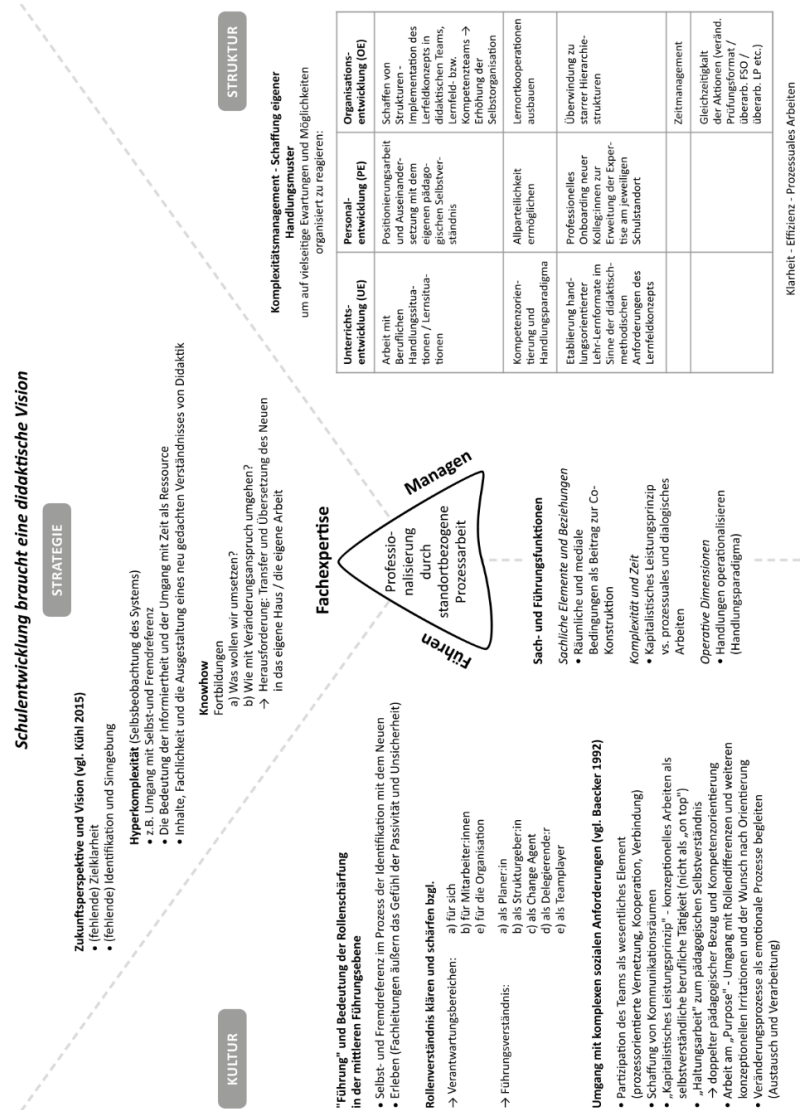 Schulentwicklung braucht eine didaktische Vision
STRATEGIE
Zukunftsperspektive und Vision (vgl. Kühl 2015)
• (fehlende) Zielklarheit
• (fehlende) Identifikation und Sinngebung
Hyperkomplexität (Selbsbeobachtung des Systems)
• z.B. Umgang mit Selbst-und Fremdreferenz
• Die Bedeutung der Informiertheit und der Umgang mit Zeit als Ressource
• Inhalte, Fachlichkeit und die Ausgestaltung eines neu gedachten Verständnisses von Didaktik
Knowhow
Fortbildungen
a) Was wollen wir umsetzen?
b) Wie mit Veränderungsanspruch umgehen?
→ Herausforderung: Transfer und Übersetzung des Neuen
in das eigene Haus / die eigene Arbeit
KULTUR
"Führung" und Bedeutung der Rollenschärfung
in der mittleren Führungsebene
• Selbst- und Fremdreferenz im Prozess der Identifikation mit dem Neuen
• Erleben (Fachleitungen äußern das Gefühl der Passivität und Unsicherheit)
Rollenverständnis klären und schärfen bzgl.
→ Verantwartungsbereichen: a) für sich
b) für Mitarbeiter:innen
e) für die Organisation
→ Führungsverständnis: a) als Planer:in
b) als Strukturgeber:in
c) als Change Agent
d) als Delegierende:r
e) als Teamplayer
Umgang mit komplexen sozialen Anforderungen (vgl. Baecker 1992)
• Partizipation des Teams als wesentliches Element
(prozessorientierte Vernetzung, Kooperation, Verbindung)
• Schaffung von Kommunikationsräumen
• „Kapitalistisches Leistungsprinzip" - konzeptionelles Arbeiten als
selbstverständliche berufliche Tätigkeit (nicht als „on top")
• „Haltungsarbeit" zum pädagogischen Selbstverständnis
→ doppelter pädagogischer Bezug und Kompetenzorientierung
• Arbeit am „Purpose" - Umgang mit Rollendifferenzen und weiteren
konzeptionellen Irritationen und der Wunsch nach Orientierung
• Veränderungsprozesse als emotionale Prozesse begleiten
(Austausch und Verarbeitung)
Fachexpertise
Führen
Managen
Professio-
nalisierung
durch
standortbezogene
Prozessarbeit
Sach- und Führungsfunktionen
Sachliche Elemente und Beziehungen
• Räumliche und mediale
Bedingungen als Beitrag zur Co-
Konstruktion
Komplexität und Zeit
• Kapitalistisches Leistungsprinzip
vs. prozessuales und dialogisches
Arbeiten
Operative Dimensionen
• Handlungen operationalisieren
(Handlungsparadigma)
STRUKTUR
Komplexitätsmanagement - Schaffung eigener
Handlungsmuster
um auf vielseitige Ewartungen und Möglichkeiten
organisiert zu reagieren:
Unterrichts-
entwicklung (UE)
Personal-
entwicklung (PE)
Organisations-
entwicklung (OE)
Arbeit mit
Beruflichen
Handlungssitua-
tionen / Lernsitua-
tionen
Positionierungsarbeit
und Auseinander-
setzung mit dem
eigenen pädago-
gischen Selbstver-
ständnis
Schaffen von
Strukturen -
Implementation des
Lerfeldkonzepts in
didaktischen Teams,
Lernfeld- bzw.
Kompetenzteams →
Erhöhung der
Selbstorganisation
Kompetenzorien-
tierung und
Handlungsparadigma
Allparteilichkeit
ermöglichen
Lernortkooperationen
ausbauen
Etablierung hand-
lungsorientierter
Lehr-Lernformate im
Sinne der didaktisch-
methodischen
Anforderungen des
Lernfeldkonzepts
Professionelles
Onboarding neuer
Kolleg:innen zur
Erweitung der Exper-
tise am jeweiligen
Schulstandort
Überwindung zu
starrer Hierarchie-
strukturen
Zeitmanagement
Gleichzeitigkalt
der Aktionen (veränd.
Prüfungsformat /
überarb. FSO /
überarb. LP etc.)
Klarheit - Effizienz - Prozessuales Arbeiten